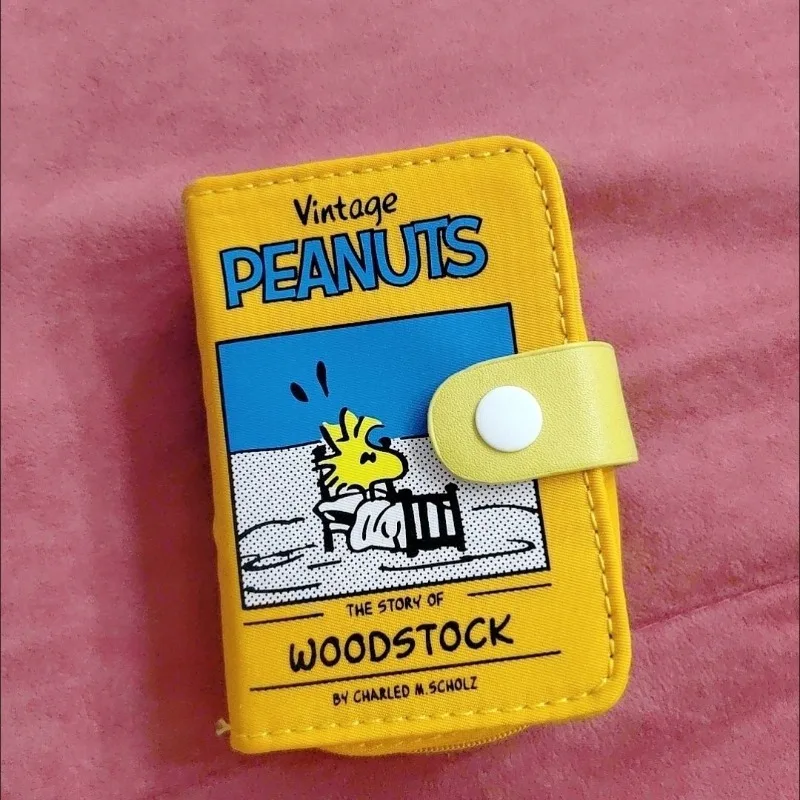 Vintage
PEANUTS
THE STORY OF
WOODSTOCK
BY CHARLED M.SCHOLZ